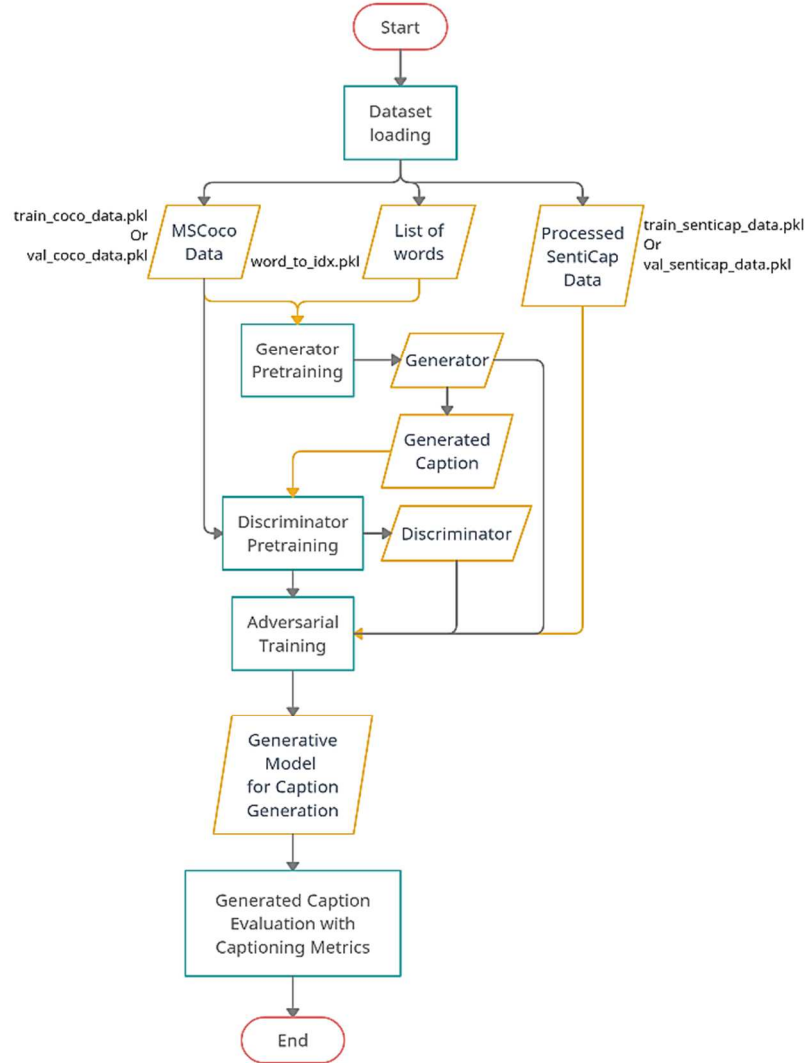 Start
Dataset
loading
train_coco_data.pkl
Or
val_coco_data.pkl
MSCoco
Data
word_to_idx.pkl
List of
words
Processed
SentiCap
Data
train_senticap_data.pkl
Or
val_senticap_data.pkl
Generator
Pretraining
Generator
Generated
Caption
Discriminator
Pretraining
Discriminator
Adversarial
Training
Generative
Model
for Caption
Generation
Generated Caption
Evaluation with
Captioning Metrics
End